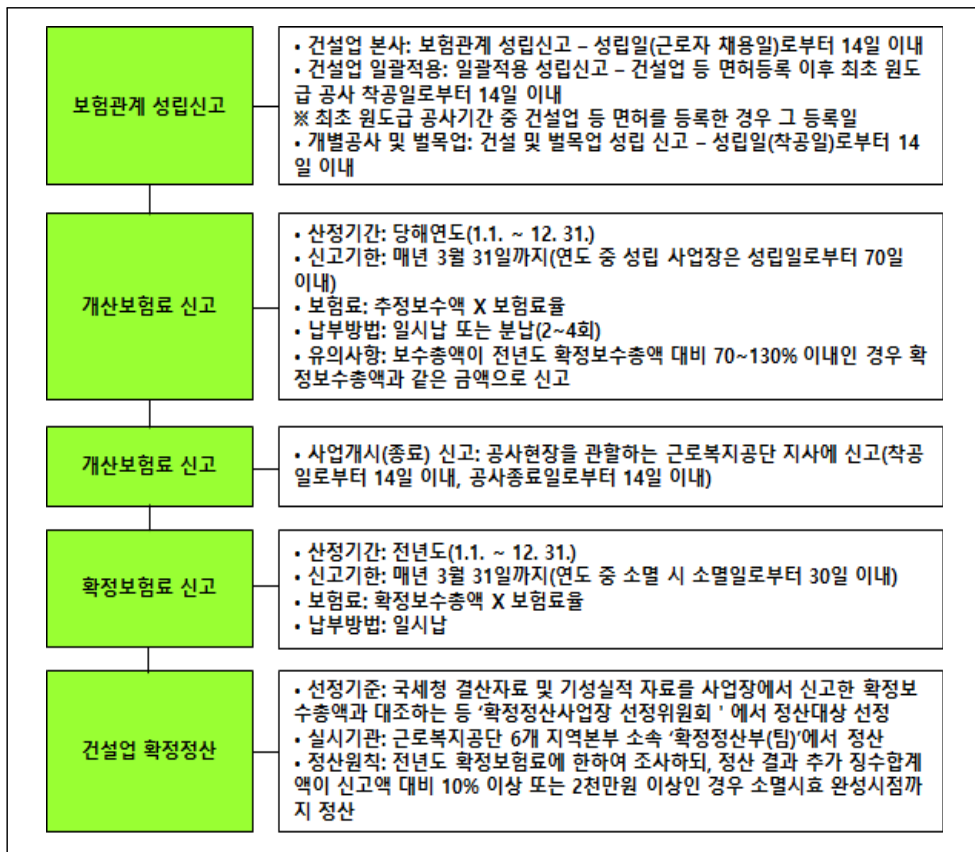 보험관계 성립신고
• 건설업 본사: 보험관계 성립신고 – 성립일(근로자 채용일)로부터 14일 이내
• 건설업 일괄적용: 일괄적용 성립신고 – 건설업 등 면허등록 이후 최초 원도
급 공사 착공일로부터 14일 이내
※ 최초 원도급 공사기간 중 건설업 등 면허를 등록한 경우 그 등록일
• 개별공사 및 벌목업: 건설 및 벌목업 성립 신고 – 성립일(착공일)로부터 14
일 이내
개산보험료 신고
• 산정기간: 당해연도(1.1. ~ 12. 31.)
• 신고기한: 매년 3월 31일까지(연도 중 성립 사업장은 성립일로부터 70일
이내)
• 보험료: 추정보수액 X 보험료율
• 납부방법: 일시납 또는 분납(2~4회)
• 유의사항: 보수총액이 전년도 확정보수총액 대비 70~130% 이내인 경우 확
정보수총액과 같은 금액으로 신고
개산보험료 신고
• 사업개시(종료) 신고: 공사현장을 관할하는 근로복지공단 지사에 신고(착공
일로부터 14일 이내, 공사종료일로부터 14일 이내)
확정보험료 신고
• 산정기간: 전년도(1.1. ~ 12. 31.)
• 신고기한: 매년 3월 31일까지(연도 중 소멸 시 소멸일로부터 30일 이내)
• 보험료: 확정보수총액 X 보험료율
• 납부방법: 일시납
건설업 확정정산
• 선정기준: 국세청 결산자료 및 기성실적 자료를 사업장에서 신고한 확정보
수총액과 대조하는 등 ‘확정정산사업장 선정위원회 ' 에서 정산대상 선정
• 실시기관: 근로복지공단 6개 지역본부 소속 ‘확정정산부(팀)’에서 정산
• 정산원칙: 전년도 확정보험료에 한하여 조사하되, 정산 결과 추가 징수합계
액이 신고액 대비 10% 이상 또는 2천만원 이상인 경우 소멸시효 완성시점까
지 정산